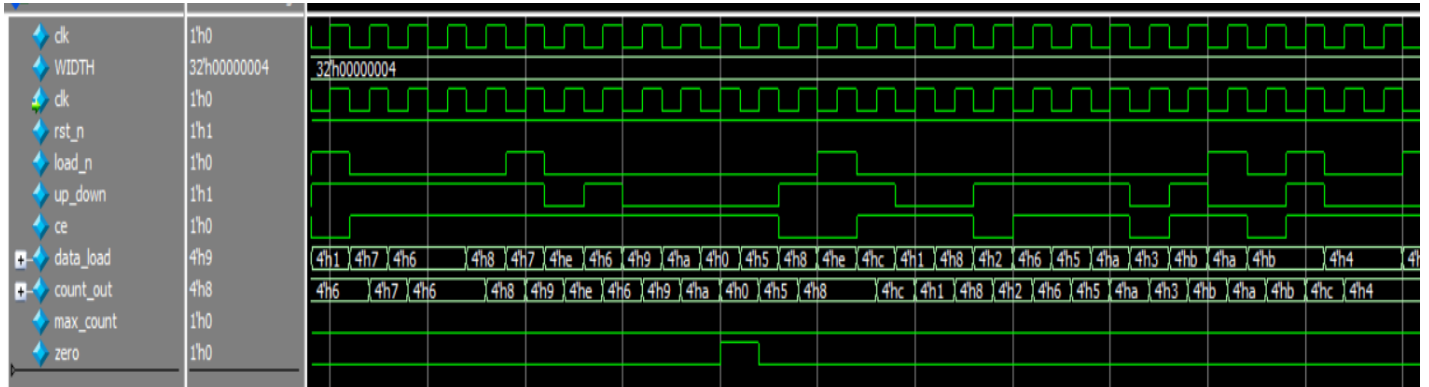 clk 1'h0
WIDTH 32'h00000004 32'h00000004
clk 1'h0
rst_n 1'h1
load_n 1'h0
up_down 1'h1
ce 1'h0
data_load 4'h9 4'h1 4'h7 4'h6 4'h8 4'h7 4'he 4'h6 4'h9 4'ha 4'h0 4'h5 4'h8 4'he 4'hc 4'h1 4'h8 4'h2 4'h6 4'h5 4'ha 4'h3 4'hb 4'ha 4'hb 4'h4
count_out 4'h8 4'h6 4'h7 4'h6 4'h8 4'h9 4'he 4'h6 4'h9 4'ha 4'h0 4'h5 4'h8 4'hc 4'h1 4'h8 4'h2 4'h6 4'h5 4'ha 4'h3 4'hb 4'ha 4'hb 4'hc 4'h4
max_count 1'h0
zero 1'h0